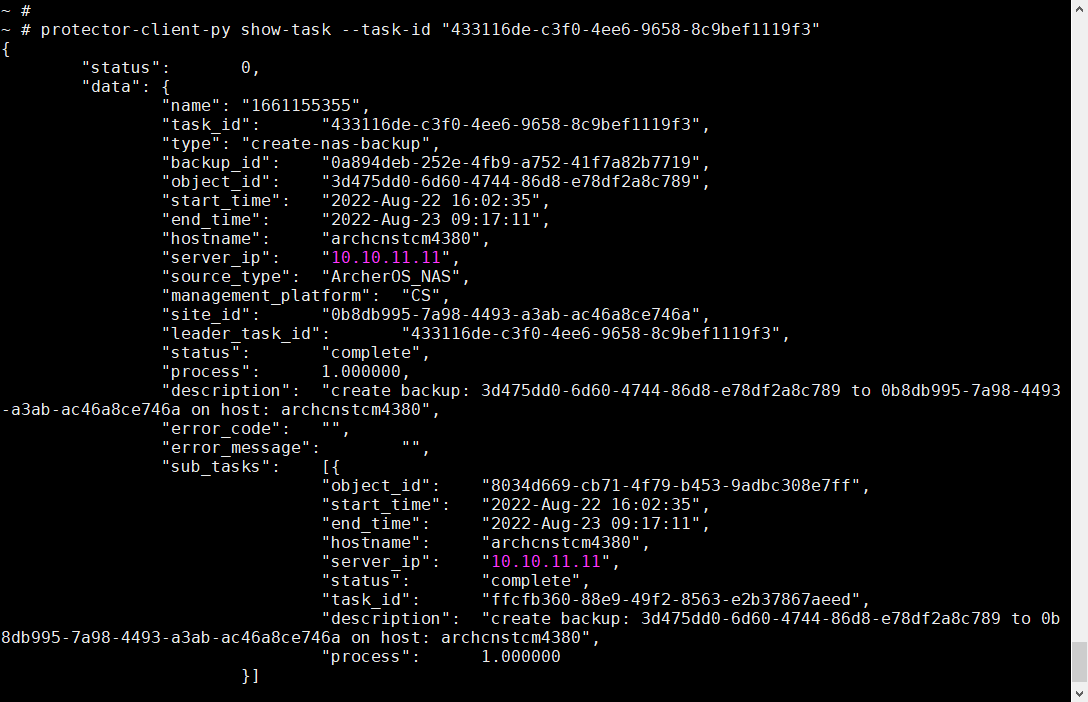 ~ #
~ # protector-client-py show-task --task-id "433116de-c3f0-4ee6-9658-8c9bef1119f3"
{
        "status":       0,
        "data": {
                "name": "1661155355",
                "task_id":      "433116de-c3f0-4ee6-9658-8c9bef1119f3",
                "type": "create-nas-backup",
                "backup_id":    "0a894deb-252e-4fb9-a752-41f7a82b7719",
                "object_id":    "3d475dd0-6d60-4744-86d8-e78df2a8c789",
                "start_time":   "2022-Aug-22 16:02:35",
                "end_time":     "2022-Aug-23 09:17:11",
                "hostname":     "archcnstcm4380",
                "server_ip":    "10.10.11.11",
                "source_type":  "ArcherOS_NAS",
                "management_platform":  "CS",
                "site_id":      "0b8db995-7a98-4493-a3ab-ac46a8ce746a",
                "leader_task_id":       "433116de-c3f0-4ee6-9658-8c9bef1119f3",
                "status":       "complete",
                "process":      1.000000,
                "description":  "create backup: 3d475dd0-6d60-4744-86d8-e78df2a8c789 to 0b8db995-7a98-4493
-a3ab-ac46a8ce746a on host: archcnstcm4380",
                "error_code":   "",
                "error_message":        "",
                "sub_tasks":    [{
                                "object_id":    "8034d669-cb71-4f79-b453-9adbc308e7ff",
                                "start_time":   "2022-Aug-22 16:02:35",
                                "end_time":     "2022-Aug-23 09:17:11",
                                "hostname":     "archcnstcm4380",
                                "server_ip":    "10.10.11.11",
                                "status":       "complete",
                                "task_id":      "ffcfb360-88e9-49f2-8563-e2b37867aeed",
                                "description":  "create backup: 3d475dd0-6d60-4744-86d8-e78df2a8c789 to 0b
8db995-7a98-4493-a3ab-ac46a8ce746a on host: archcnstcm4380",
                                "process":      1.000000
                        }]